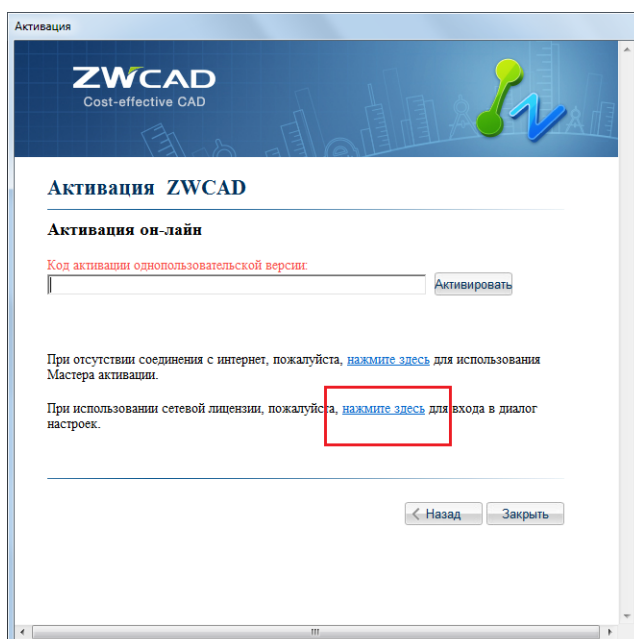 Активация
ZWCAD
Cost-effective CAD
Активация ZWCAD
Активация он-лайн
Код активации однопользовательской версии:
Активировать
При отсутствии соединения с интернет, пожалуйста, нажмите здесь для использования
Мастера активации.
При использовании сетевой лицензии, пожалуйста, нажмите здесь для входа в диалог
настроек.
Назад
Закрыть